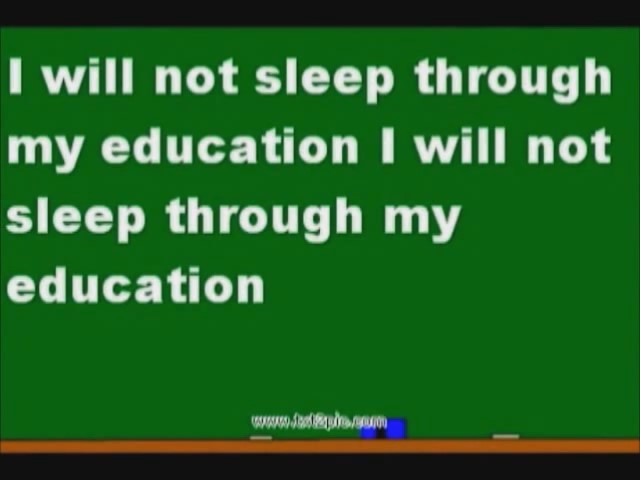 I will not sleep through
my education I will not
sleep through my
education
www.txt2pic.com